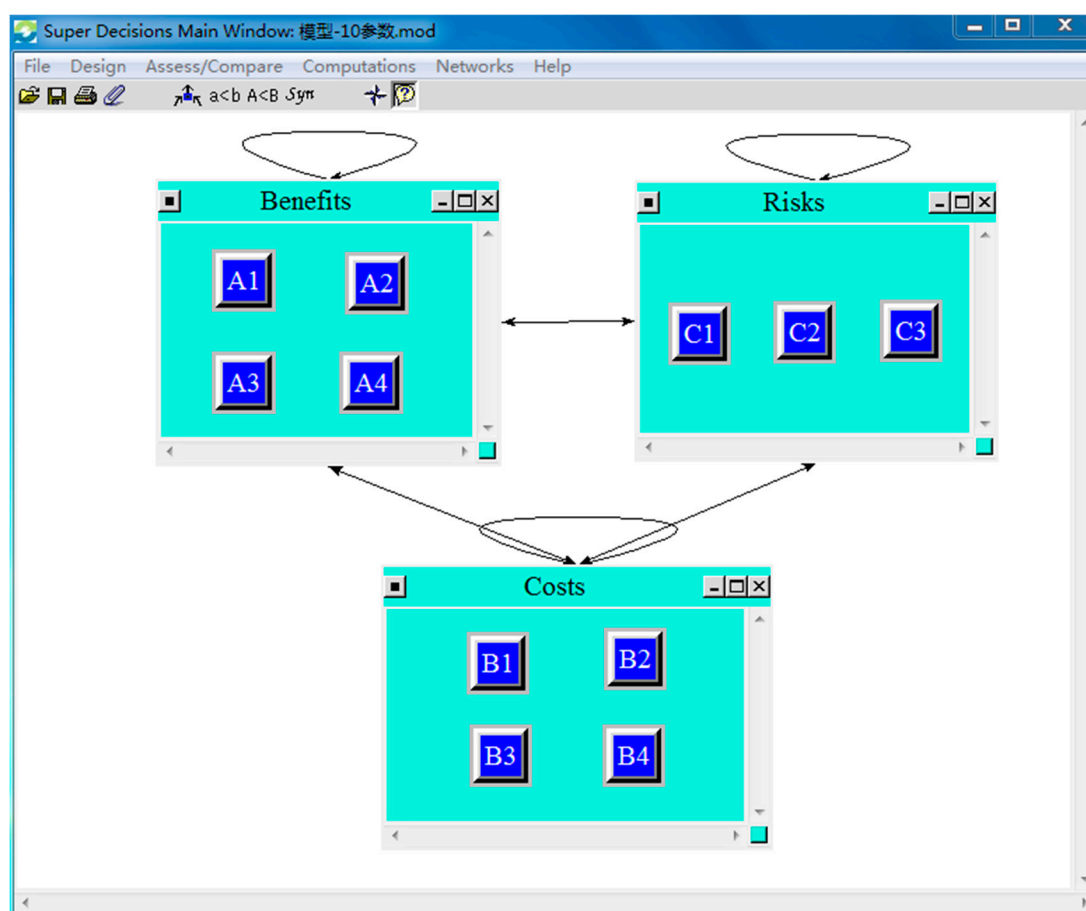 Super Decisions Main Window: 模型-10参数.mod
File Design Assess/Compare Computations Networks Help
a<b A<B Syn ?
Benefits
A1 A2
A3 A4
Risks
C1 C2 C3
Costs
B1 B2
B3 B4